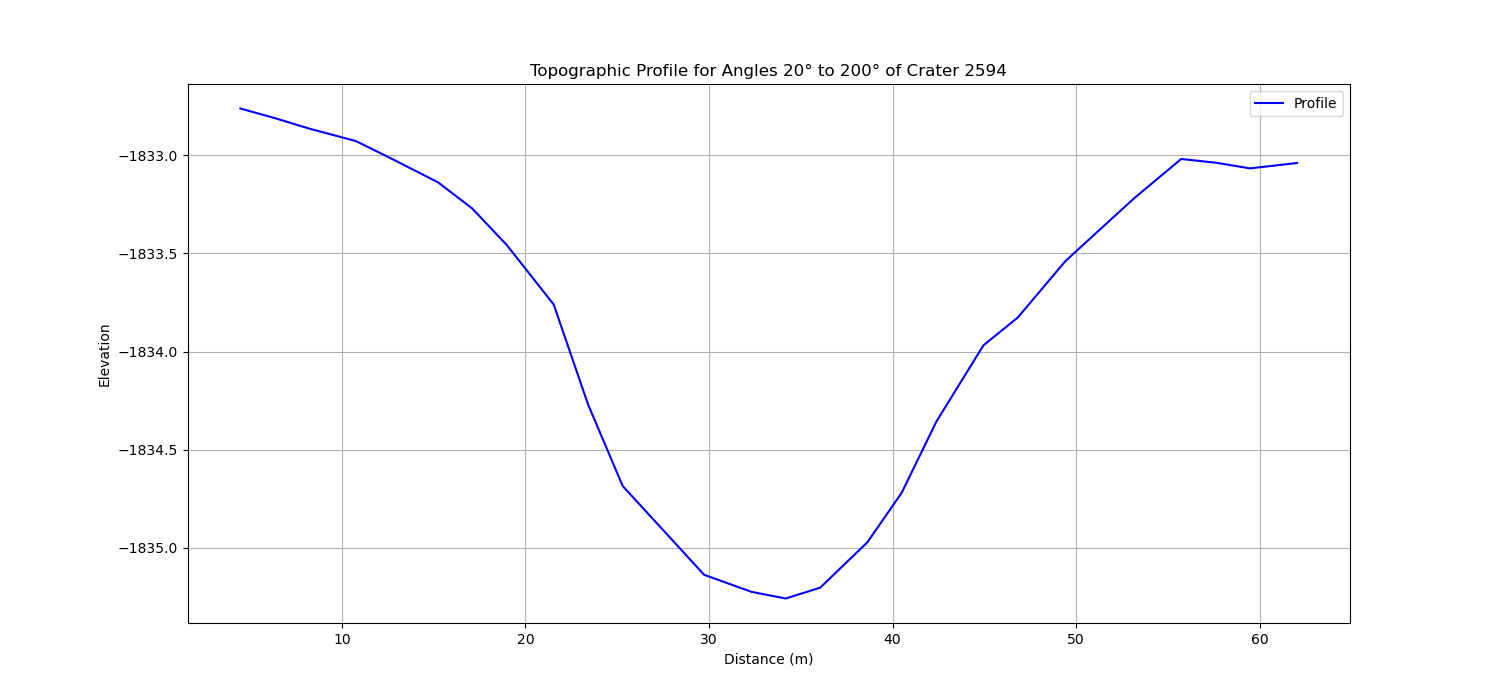 Topographic Profile for Angles 20° to 200° of Crater 2594
Profile
−1833.0
−1833.5
−1834.0
−1834.5
−1835.0
Elevation
10 20 30 40 50 60
Distance (m)